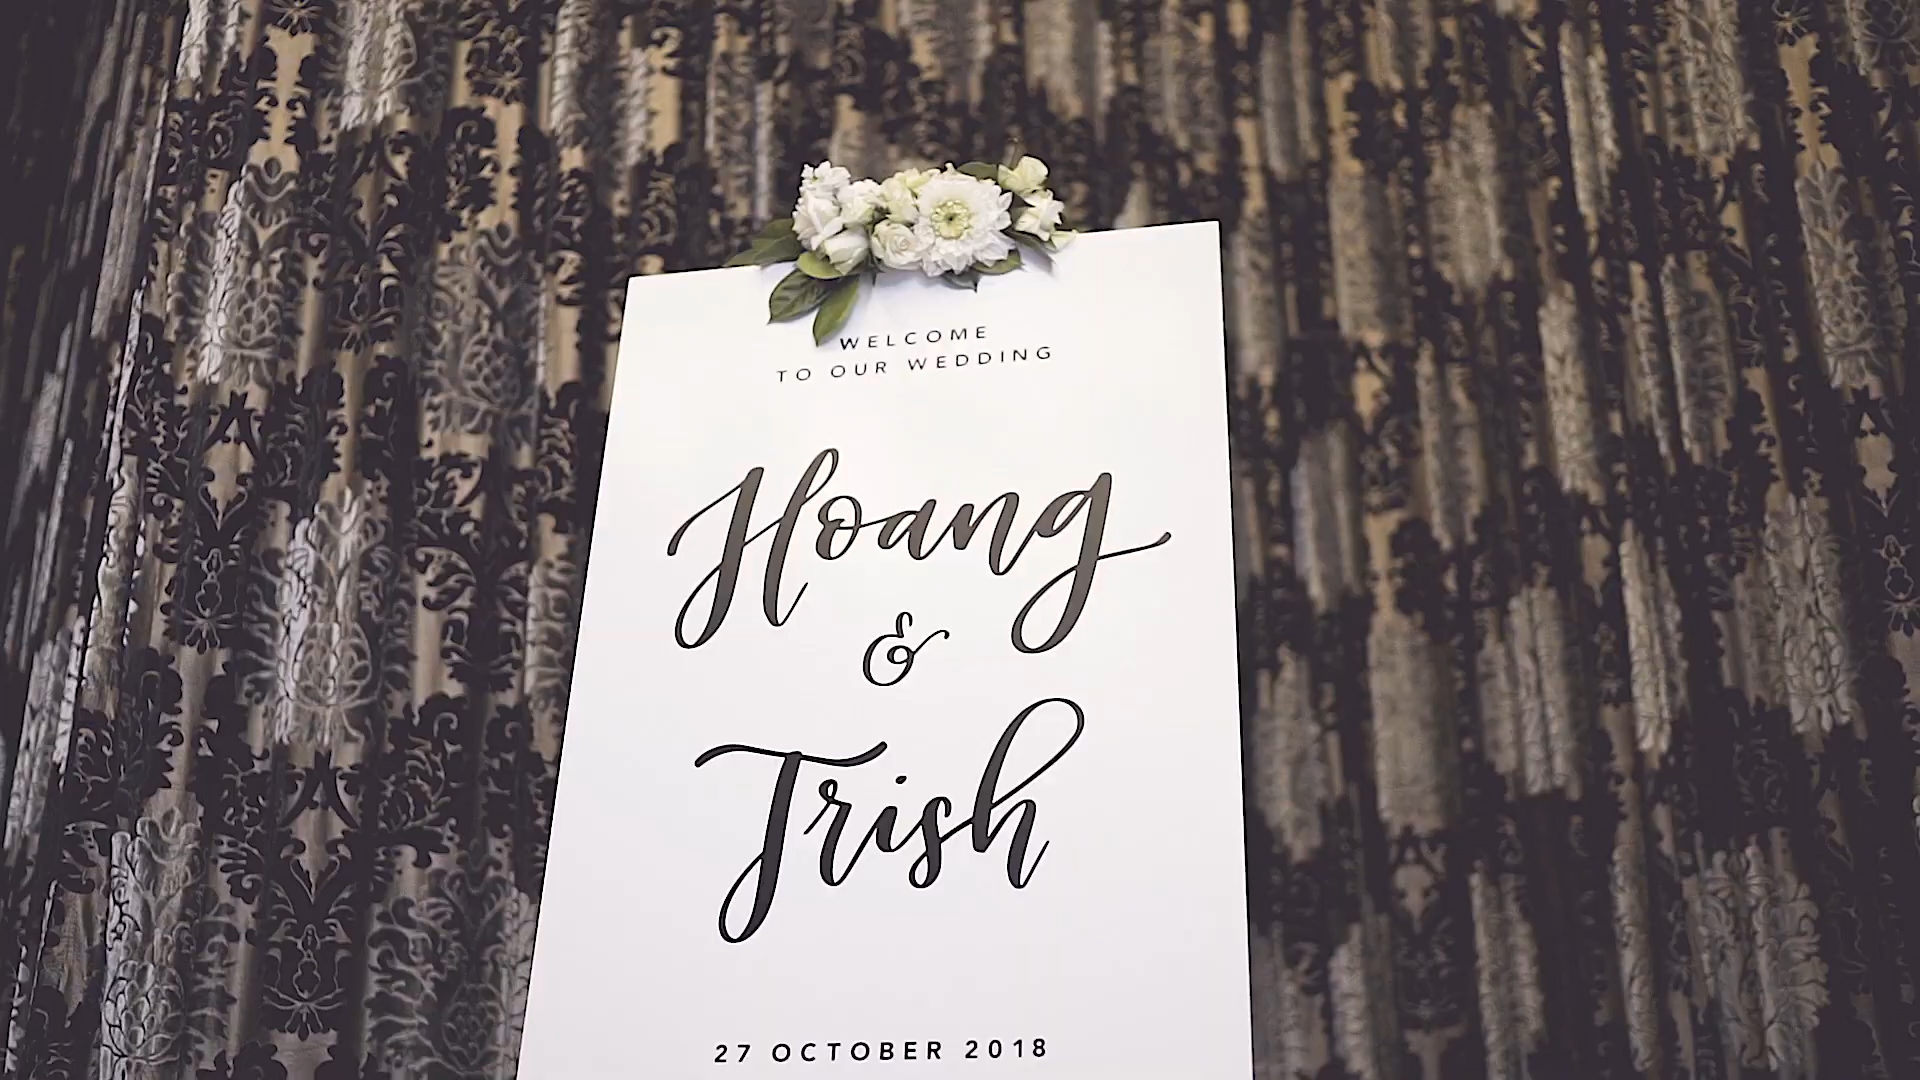 WELCOME
TO OUR WEDDING
Hoang
&
Trish
27 OCTOBER 2018